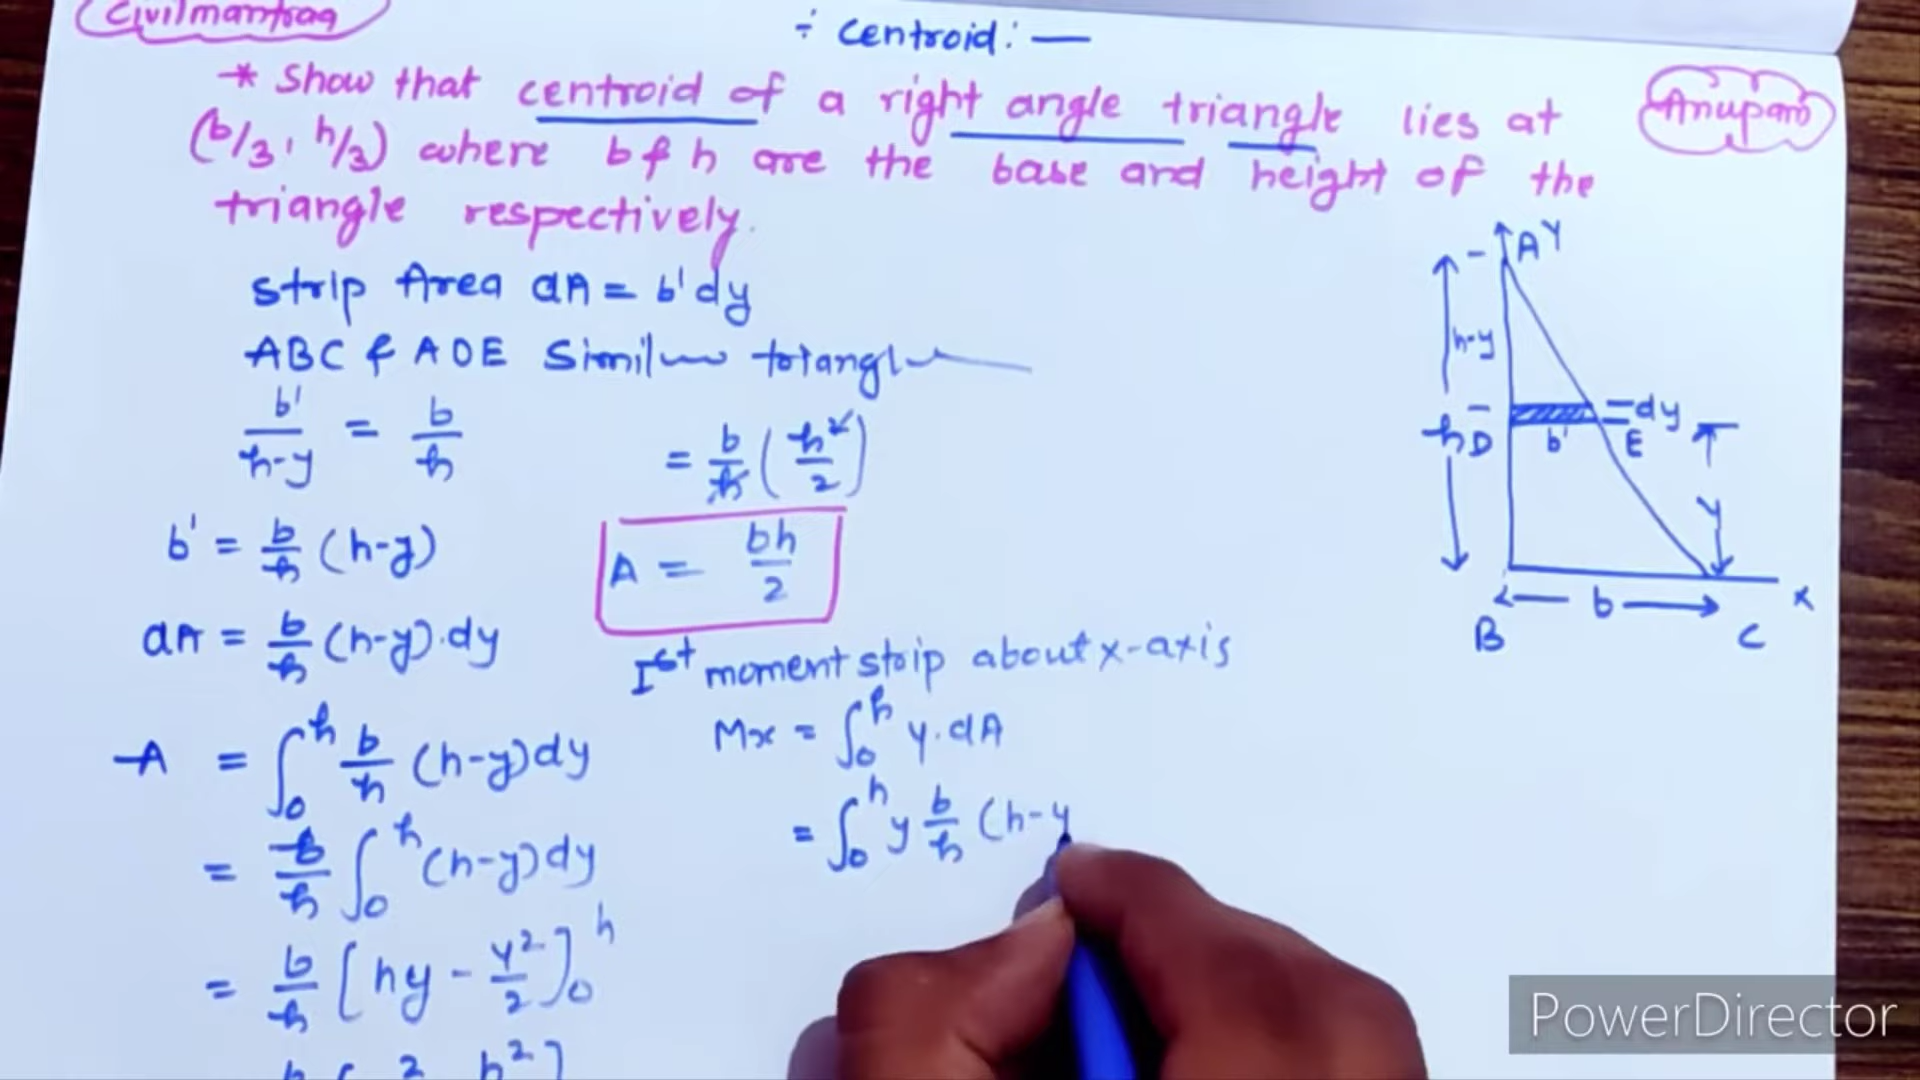 Civilmantraa
÷ Centroid:—
* Show that centroid of a right angle triangle lies at
(b/3, h/3) where b & h are the base and height of the
triangle respectively.
Anupam
Strip Area dA = b'dy
ABC & ADE Similar triangle
b'/(h-y) = b/h
b' = b/h (h-y)
dA = b/h (h-y).dy
A = ∫₀ʰ b/h (h-y)dy
= b/h ∫₀ʰ (h-y)dy
= b/h [hy - y²/2]₀ʰ
= b/h (h²/2)
A = bh/2
Ist moment strip about x-axis
Mx = ∫₀ʰ y.dA
= ∫₀ʰ y b/h (h-y
A Y
h-y
dy
h D b' E
y
b x
B C
PowerDirector